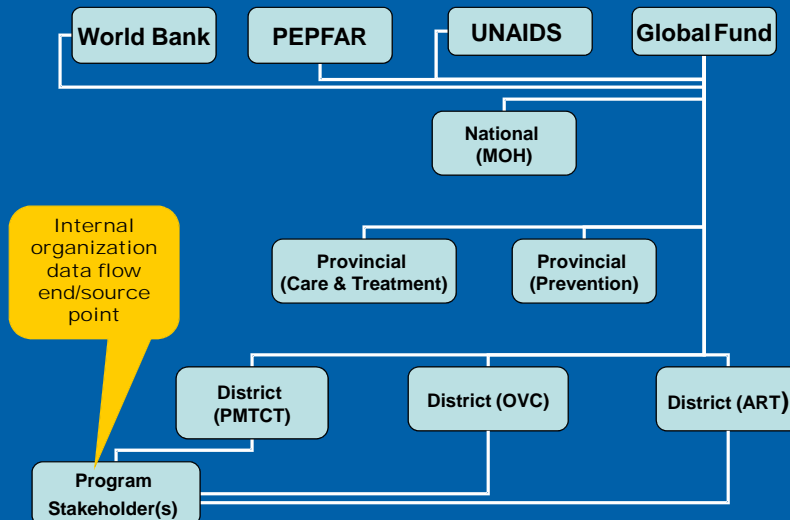 World Bank
PEPFAR
UNAIDS
Global Fund
National
(MOH)
Internal
organization
data flow
end/source
point
Provincial
(Care & Treatment)
Provincial
(Prevention)
District
(PMTCT)
District (OVC)
District (ART)
Program
Stakeholder(s)